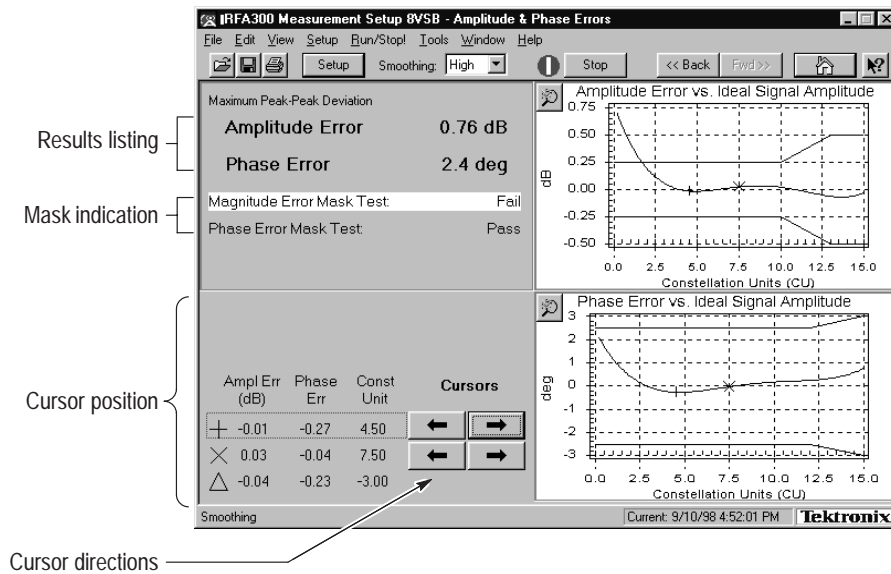 IRFA300 Measurement Setup 8VSB - Amplitude & Phase Errors
File Edit View Setup Run/Stop! Tools Window Help
Setup Smoothing: High Stop << Back Fwd >>
Maximum Peak-Peak Deviation
Amplitude Error 0.76 dB
Phase Error 2.4 deg
Magnitude Error Mask Test: Fail
Phase Error Mask Test: Pass
Results listing
Mask indication
Amplitude Error vs. Ideal Signal Amplitude
0.75
0.50
0.25
0.00
-0.25
-0.50
dB
0.0 2.5 5.0 7.5 10.0 12.5 15.0
Constellation Units (CU)
Phase Error vs. Ideal Signal Amplitude
3
2
1
0
-1
-2
-3
deg
0.0 2.5 5.0 7.5 10.0 12.5 15.0
Constellation Units (CU)
Cursor position
Ampl Err Phase Const Cursors
(dB) Err Unit
-0.01 -0.27 4.50
0.03 -0.04 7.50
-0.04 -0.23 -3.00
Smoothing Current: 9/10/98 4:52:01 PM Tektronix
Cursor directions